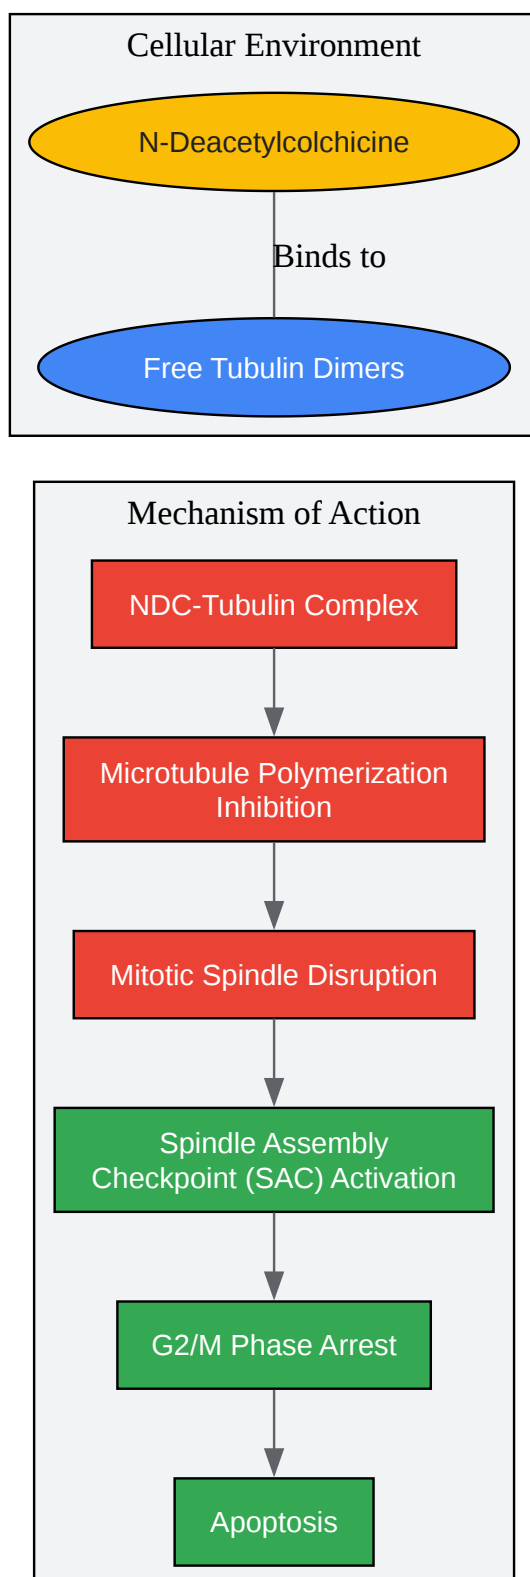 Cellular Environment
N-Deacetylcolchicine
Binds to
Free Tubulin Dimers
Mechanism of Action
NDC-Tubulin Complex
Microtubule Polymerization
Inhibition
Mitotic Spindle Disruption
Spindle Assembly
Checkpoint (SAC) Activation
G2/M Phase Arrest
Apoptosis